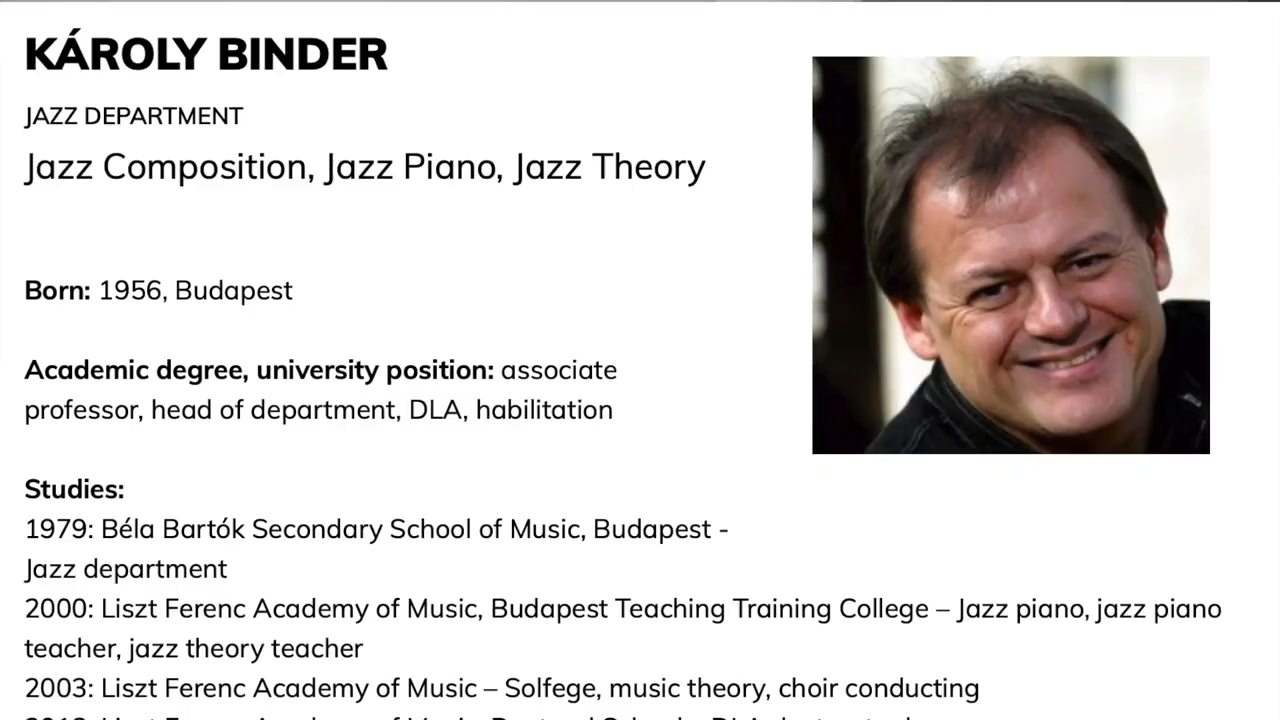 KÁROLY BINDER
JAZZ DEPARTMENT
Jazz Composition, Jazz Piano, Jazz Theory
Born: 1956, Budapest
Academic degree, university position: associate
professor, head of department, DLA, habilitation
Studies:
1979: Béla Bartók Secondary School of Music, Budapest -
Jazz department
2000: Liszt Ferenc Academy of Music, Budapest Teaching Training College – Jazz piano, jazz piano
teacher, jazz theory teacher
2003: Liszt Ferenc Academy of Music – Solfege, music theory, choir conducting